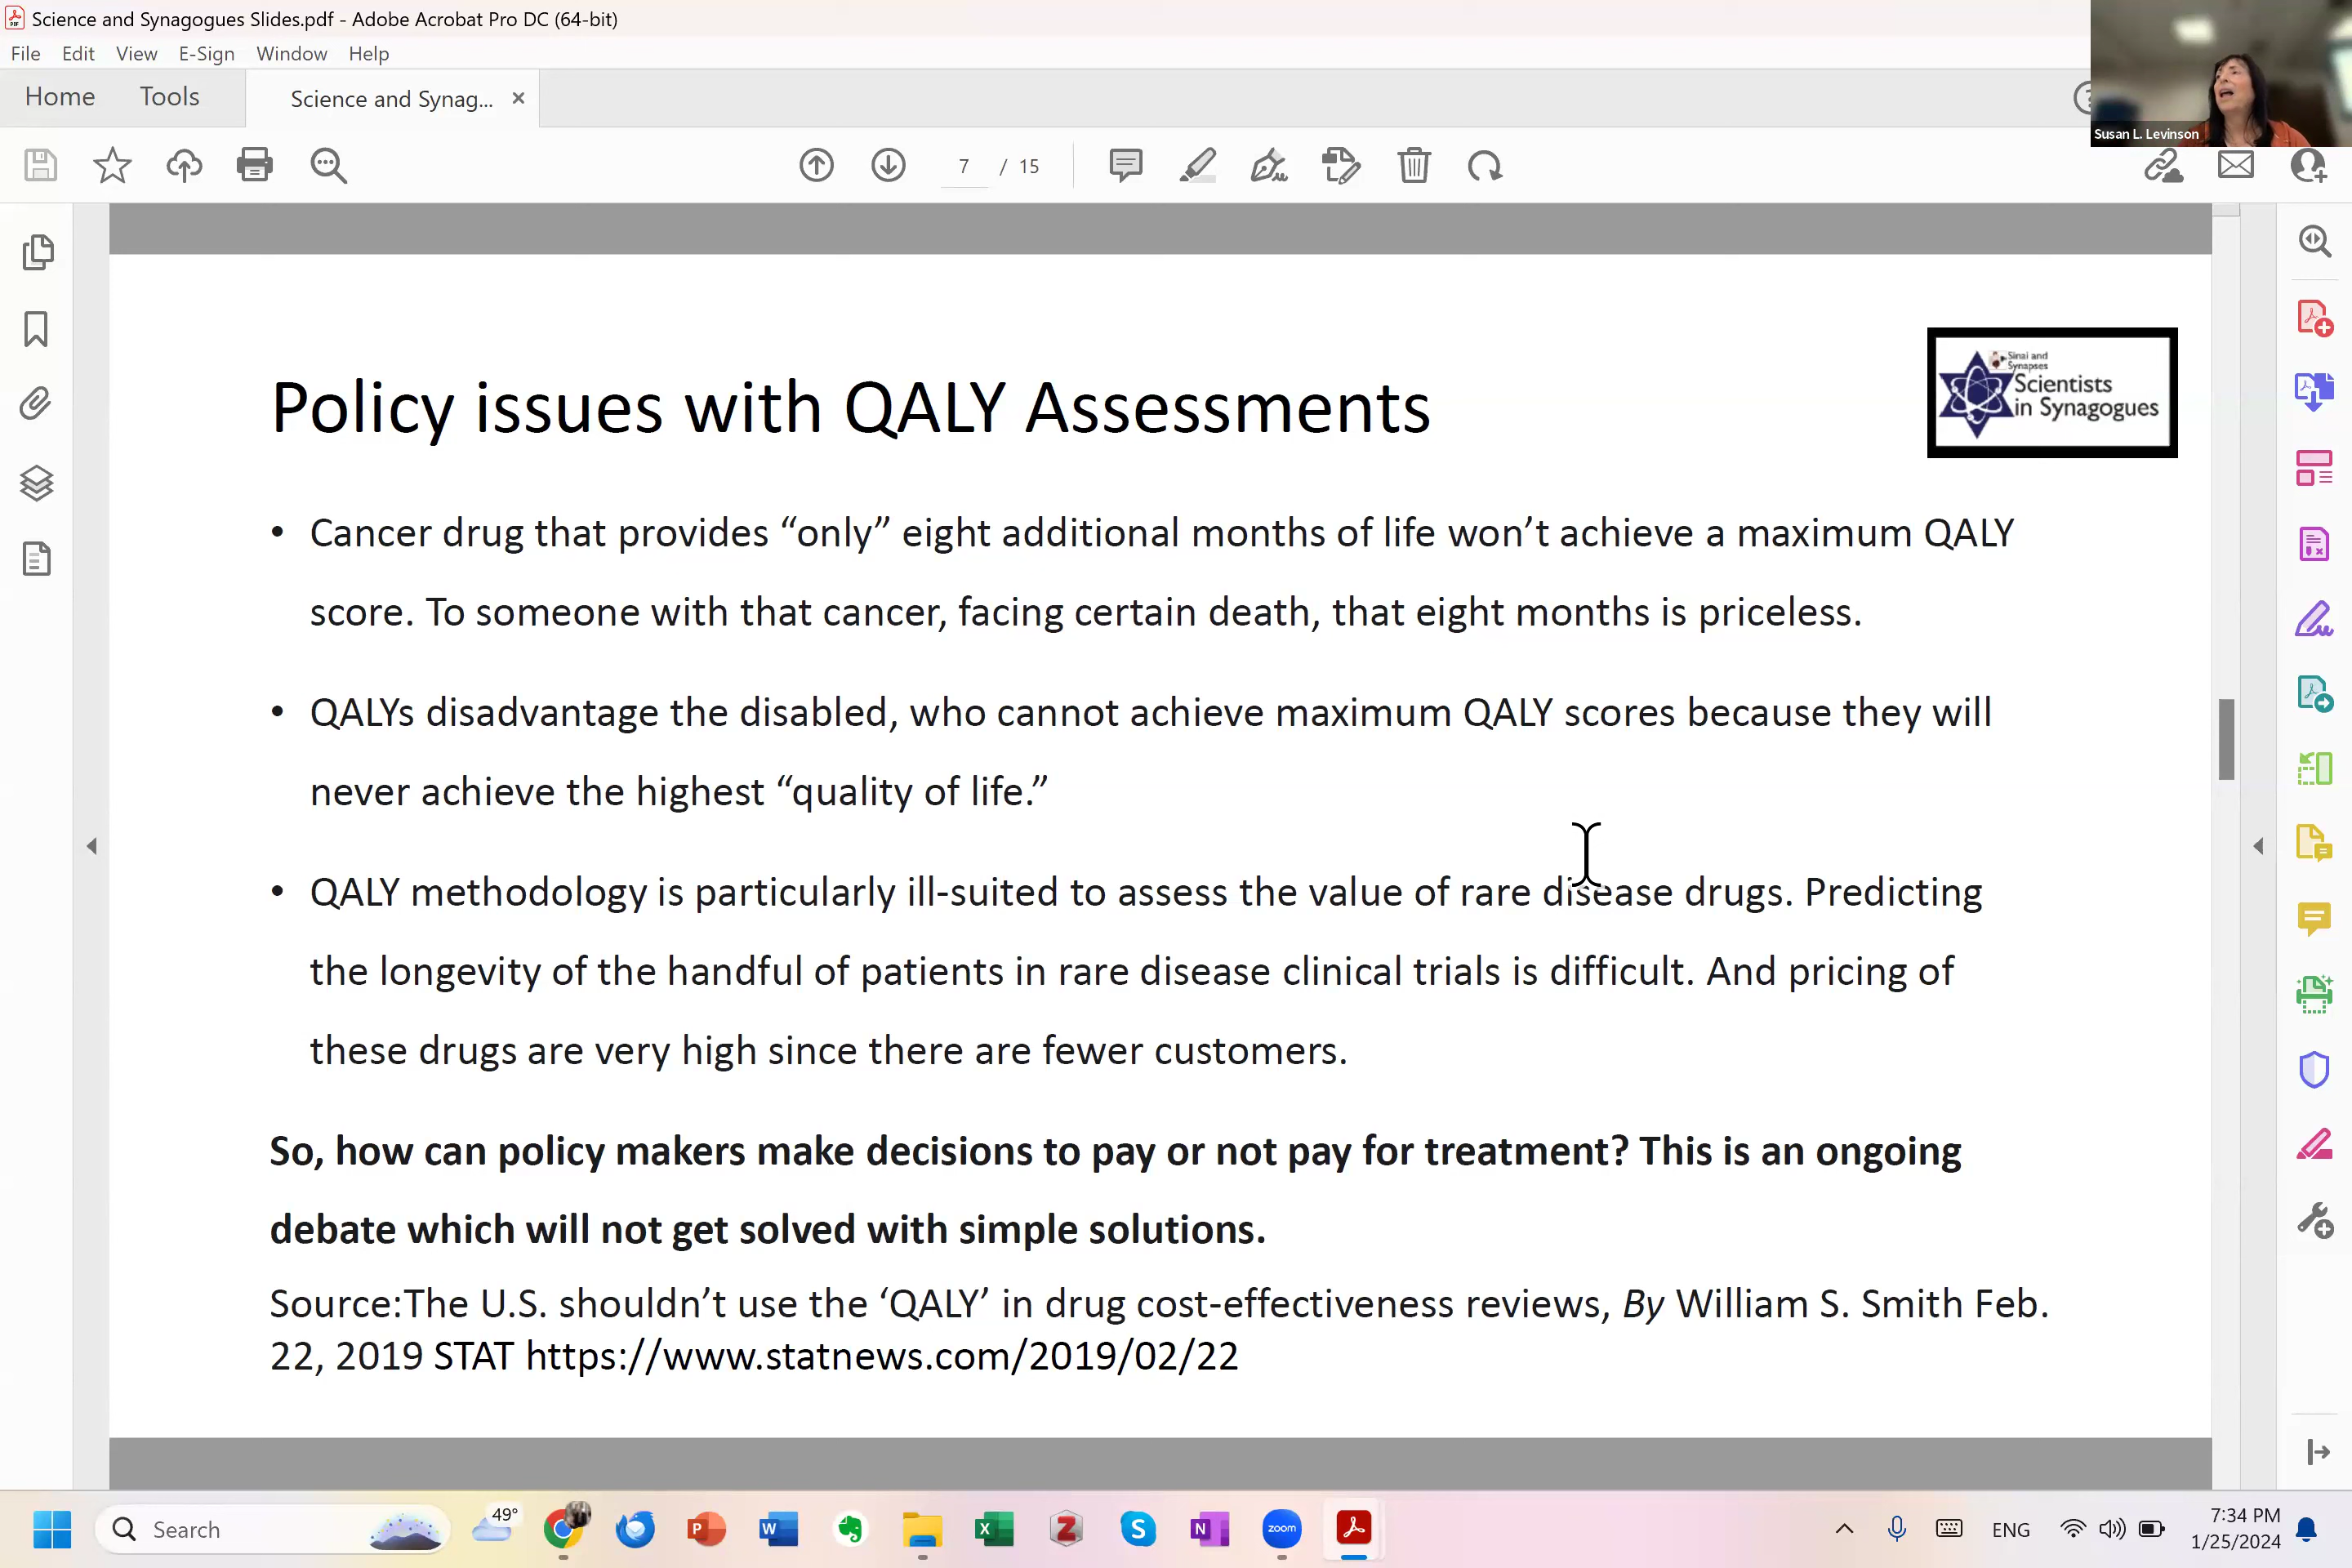 Science and Synagogues Slides.pdf - Adobe Acrobat Pro DC (64-bit)
File Edit View E-Sign Window Help
Home Tools Science and Synag... ×
Susan L. Levinson
7 / 15
Policy issues with QALY Assessments
Sinai and
Synapses
Scientists
in Synagogues
• Cancer drug that provides “only” eight additional months of life won’t achieve a maximum QALY
score. To someone with that cancer, facing certain death, that eight months is priceless.
• QALYs disadvantage the disabled, who cannot achieve maximum QALY scores because they will
never achieve the highest “quality of life.”
• QALY methodology is particularly ill-suited to assess the value of rare disease drugs. Predicting
the longevity of the handful of patients in rare disease clinical trials is difficult. And pricing of
these drugs are very high since there are fewer customers.
So, how can policy makers make decisions to pay or not pay for treatment? This is an ongoing
debate which will not get solved with simple solutions.
Source:The U.S. shouldn’t use the ‘QALY’ in drug cost-effectiveness reviews, By William S. Smith Feb.
22, 2019 STAT https://www.statnews.com/2019/02/22
Search
49°
zoom
ENG
7:34 PM
1/25/2024